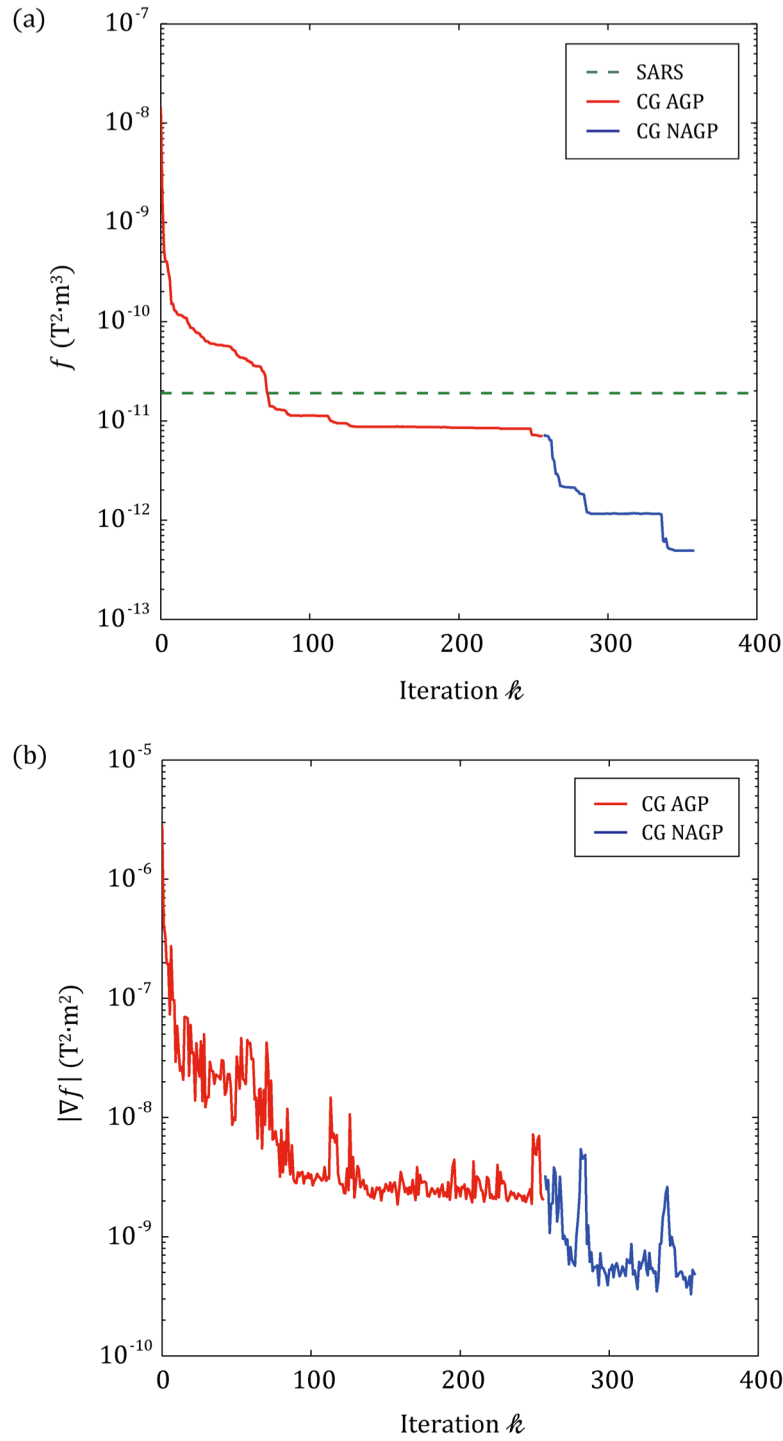 (a)
10⁻⁷
10⁻⁸
10⁻⁹
10⁻¹⁰
10⁻¹¹
10⁻¹²
10⁻¹³
f (T²·m³)
SARS
CG AGP
CG NAGP
0 100 200 300 400
Iteration 𝓀
(b)
10⁻⁵
10⁻⁶
10⁻⁷
10⁻⁸
10⁻⁹
10⁻¹⁰
|∇f| (T²·m²)
CG AGP
CG NAGP
0 100 200 300 400
Iteration 𝓀